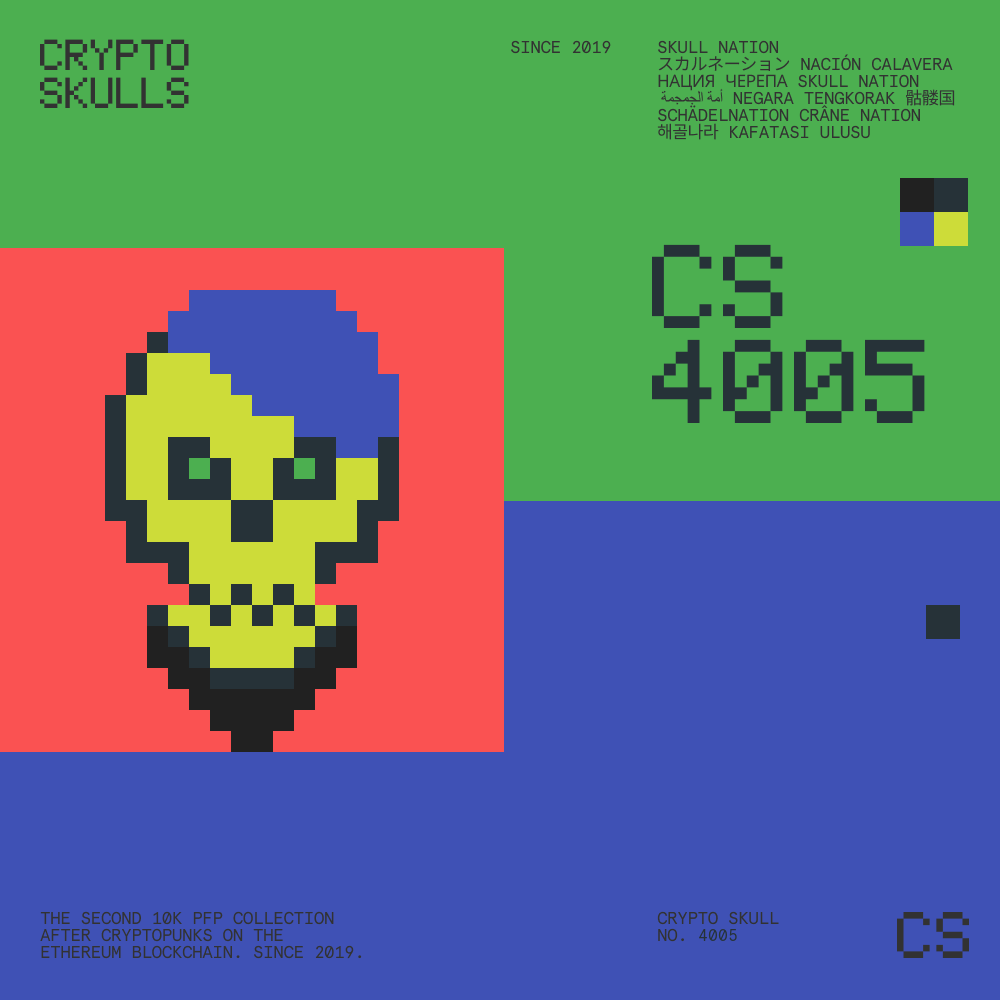 CRYPTO
SKULLS
SINCE 2019
SKULL NATION
スカルネーション NACIÓN CALAVERA
НАЦИЯ ЧЕРЕПА SKULL NATION
أمة الجمجمة NEGARA TENGKORAK 骷髅国
SCHÄDELNATION CRÂNE NATION
해골나라 KAFATASI ULUSU
CS
4005
THE SECOND 10K PFP COLLECTION
AFTER CRYPTOPUNKS ON THE
ETHEREUM BLOCKCHAIN. SINCE 2019.
CRYPTO SKULL
NO. 4005
CS